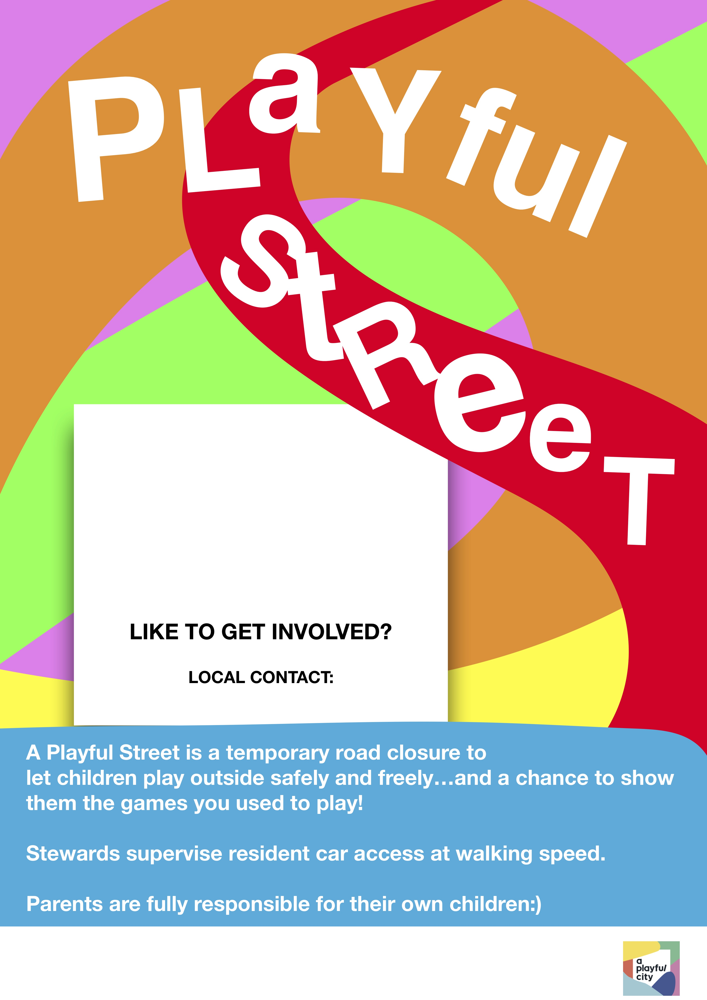 PLaYful
StReeT
LIKE TO GET INVOLVED?
LOCAL CONTACT:
A Playful Street is a temporary road closure to
let children play outside safely and freely...and a chance to show
them the games you used to play!
Stewards supervise resident car access at walking speed.
Parents are fully responsible for their own children:)
a
playful
city